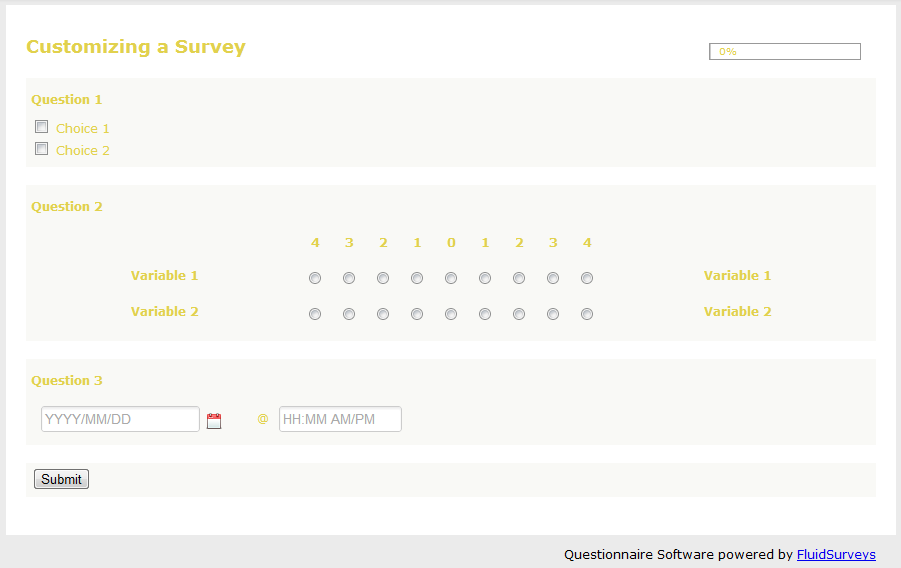 Customizing a Survey
0%
Question 1
Choice 1
Choice 2
Question 2
4 3 2 1 0 1 2 3 4
Variable 1 Variable 1
Variable 2 Variable 2
Question 3
YYYY/MM/DD @ HH:MM AM/PM
Submit
Questionnaire Software powered by FluidSurveys